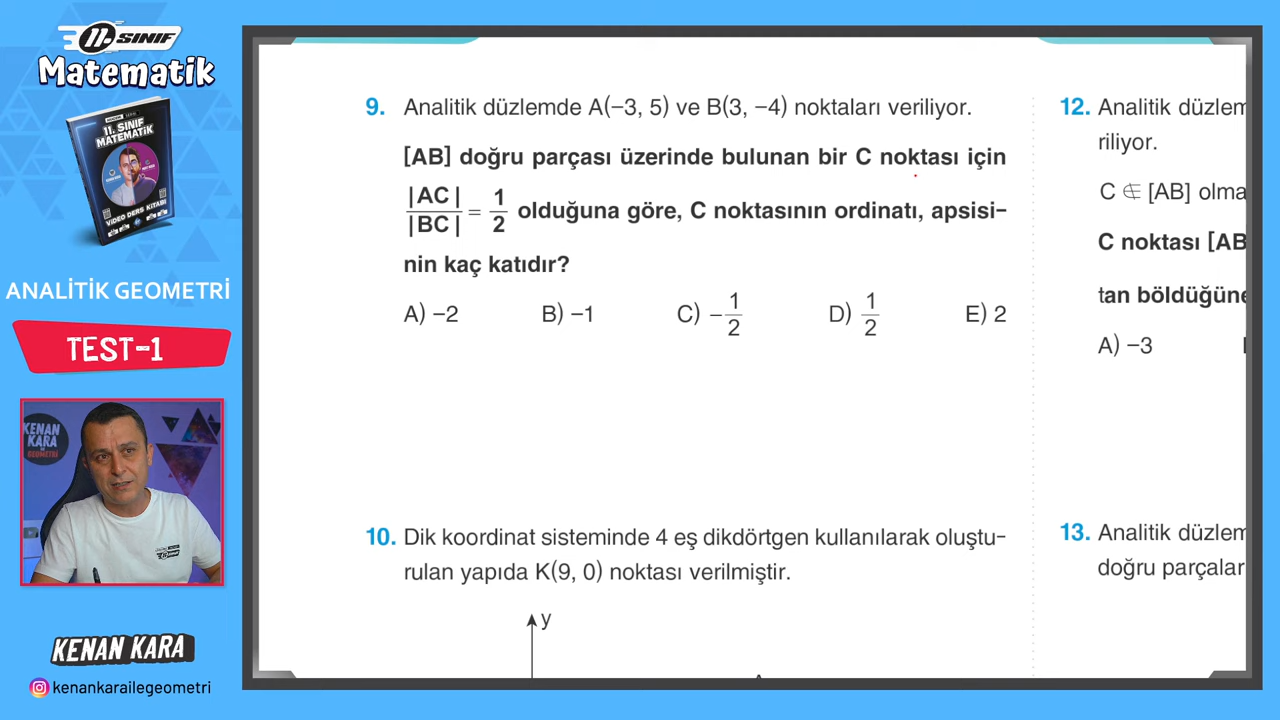 11. SINIF
Matematik
11. SINIF
MATEMATİK
VİDEO DERS KİTABI
ANALİTİK GEOMETRİ
TEST-1
KENAN
KARA
GEOMETRİ
KENAN KARA
kenankarailegeometri
9. Analitik düzlemde A(−3, 5) ve B(3, −4) noktaları veriliyor.
[AB] doğru parçası üzerinde bulunan bir C noktası için
|AC| / |BC| = 1/2 olduğuna göre, C noktasının ordinatı, apsisi-
nin kaç katıdır?
A) −2 B) −1 C) −1/2 D) 1/2 E) 2
10. Dik koordinat sisteminde 4 eş dikdörtgen kullanılarak oluştu-
rulan yapıda K(9, 0) noktası verilmiştir.
y
12. Analitik düzlem
riliyor.
C ∉ [AB] olma
C noktası [AB
tan böldüğüne
A) −3
13. Analitik düzlem
doğru parçalar